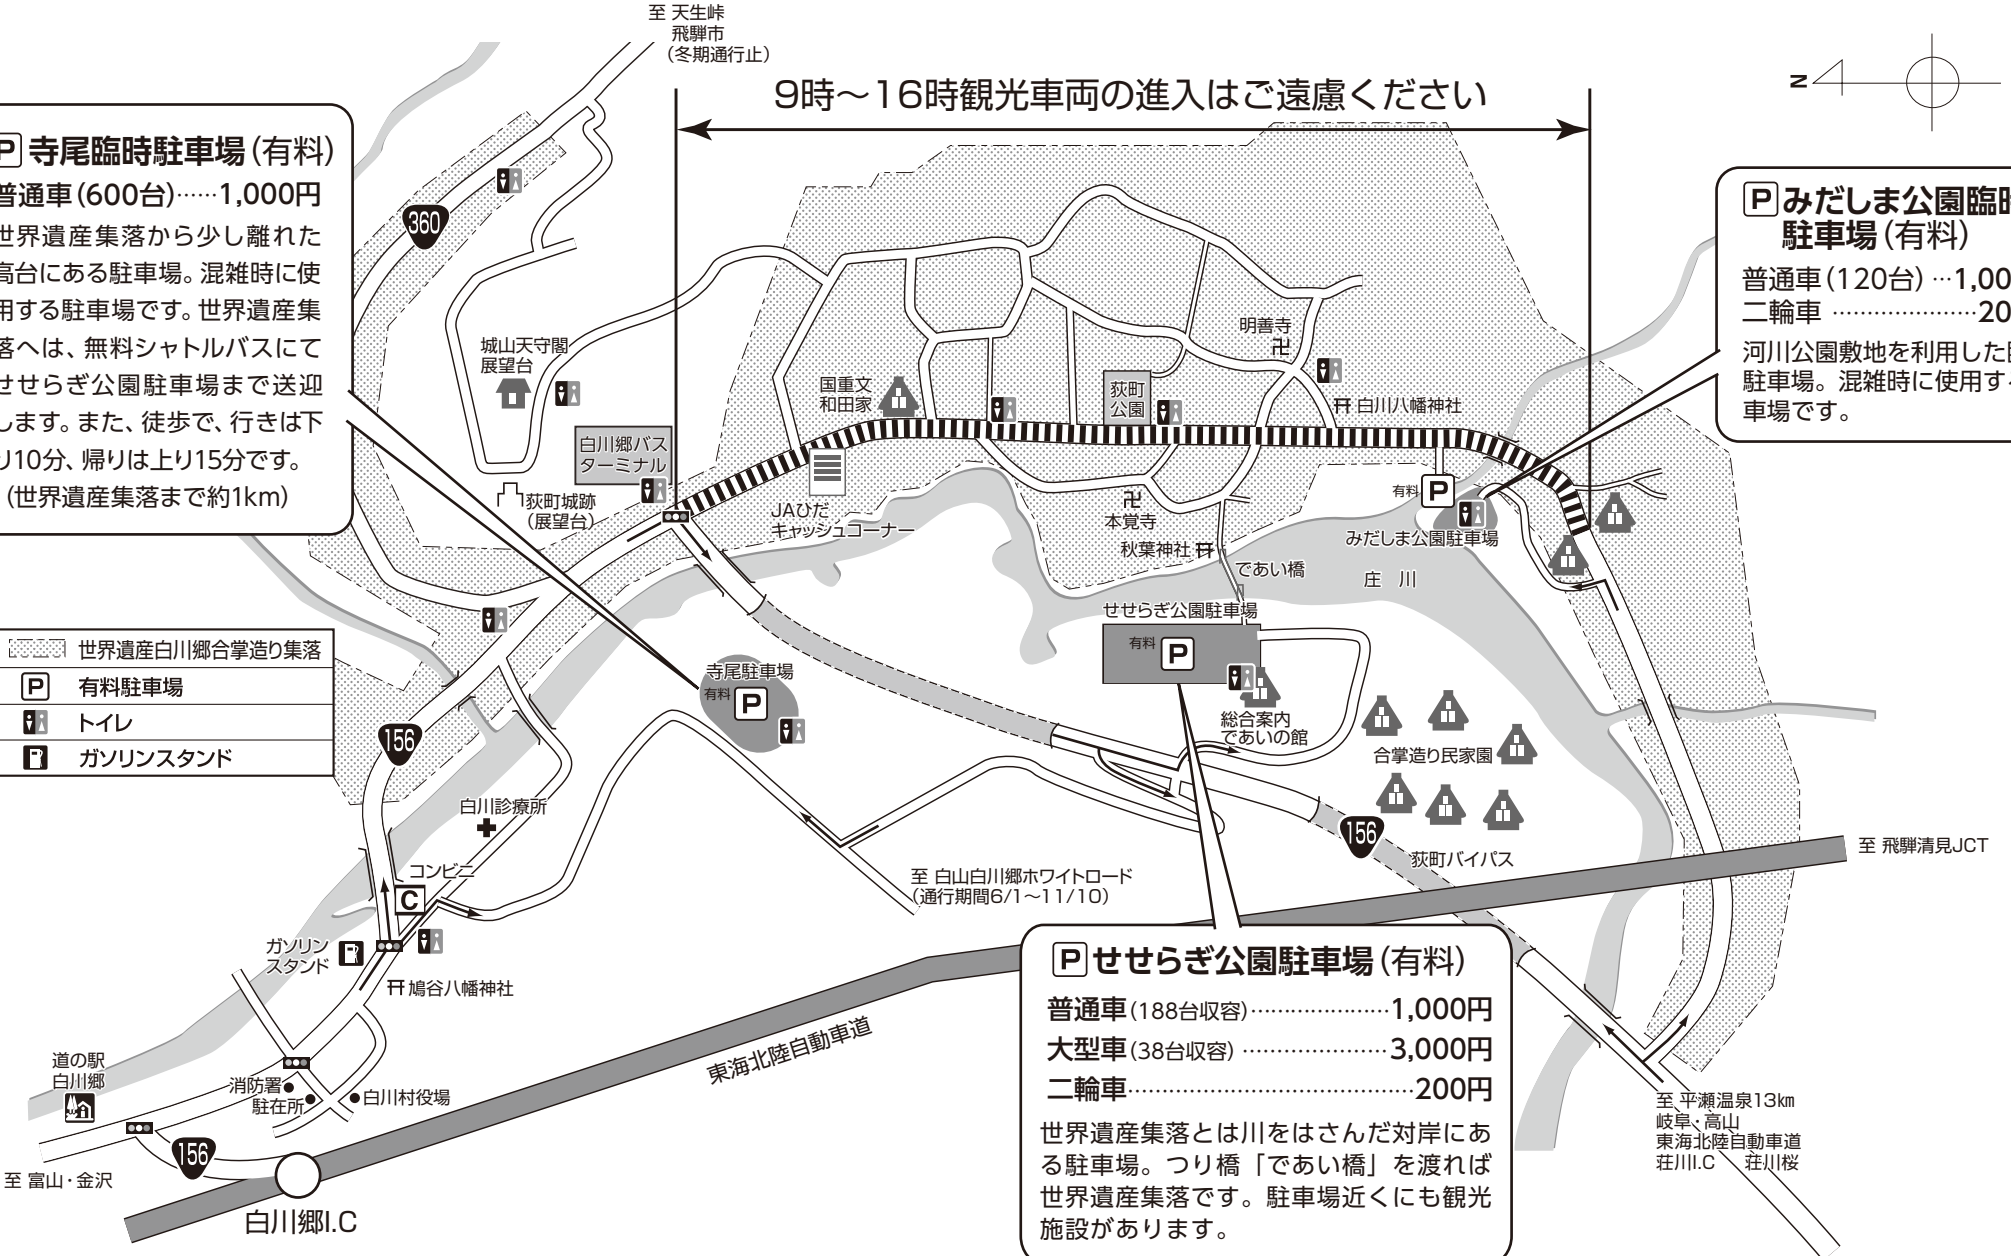 至 天生峠
飛騨市
（冬期通行止）
9時～16時観光車両の進入はご遠慮ください
N
P 寺尾臨時駐車場（有料）
普通車（600台）……1,000円
世界遺産集落から少し離れた
高台にある駐車場。混雑時に使
用する駐車場です。世界遺産集
落へは、無料シャトルバスにて
せせらぎ公園駐車場まで送迎
します。また、徒歩で、行きは下
り10分、帰りは上り15分です。
（世界遺産集落まで約1km）
P みだしま公園臨時
駐車場（有料）
普通車（120台）…1,00
二輪車 …………………20
河川公園敷地を利用した
駐車場。混雑時に使用す
車場です。
360
城山天守閣
展望台
国重文
和田家
明善寺
卍
荻町
公園
白川八幡神社
白川郷バス
ターミナル
荻町城跡
（展望台）
JAひだ
キャッシュコーナー
卍
本覚寺
秋葉神社
であい橋
有料 P
みだしま公園駐車場
庄 川
せせらぎ公園駐車場
有料 P
総合案内
であいの館
合掌造り民家園
世界遺産白川郷合掌造り集落
P 有料駐車場
トイレ
ガソリンスタンド
寺尾駐車場
有料 P
156
白川診療所
コンビニ
C
ガソリン
スタンド
鳩谷八幡神社
至 白山白川郷ホワイトロード
（通行期間6/1～11/10）
156
荻町バイパス
至 飛騨清見JCT
東海北陸自動車道
道の駅
白川郷
消防署
駐在所
白川村役場
156
至 富山・金沢
白川郷I.C
P せせらぎ公園駐車場（有料）
普通車（188台収容）…………………1,000円
大型車（38台収容）…………………3,000円
二輪車……………………………………200円
世界遺産集落とは川をはさんだ対岸にあ
る駐車場。つり橋「であい橋」を渡れば
世界遺産集落です。駐車場近くにも観光
施設があります。
至 平瀬温泉13km
岐阜・高山
東海北陸自動車道
荘川I.C 荘川桜